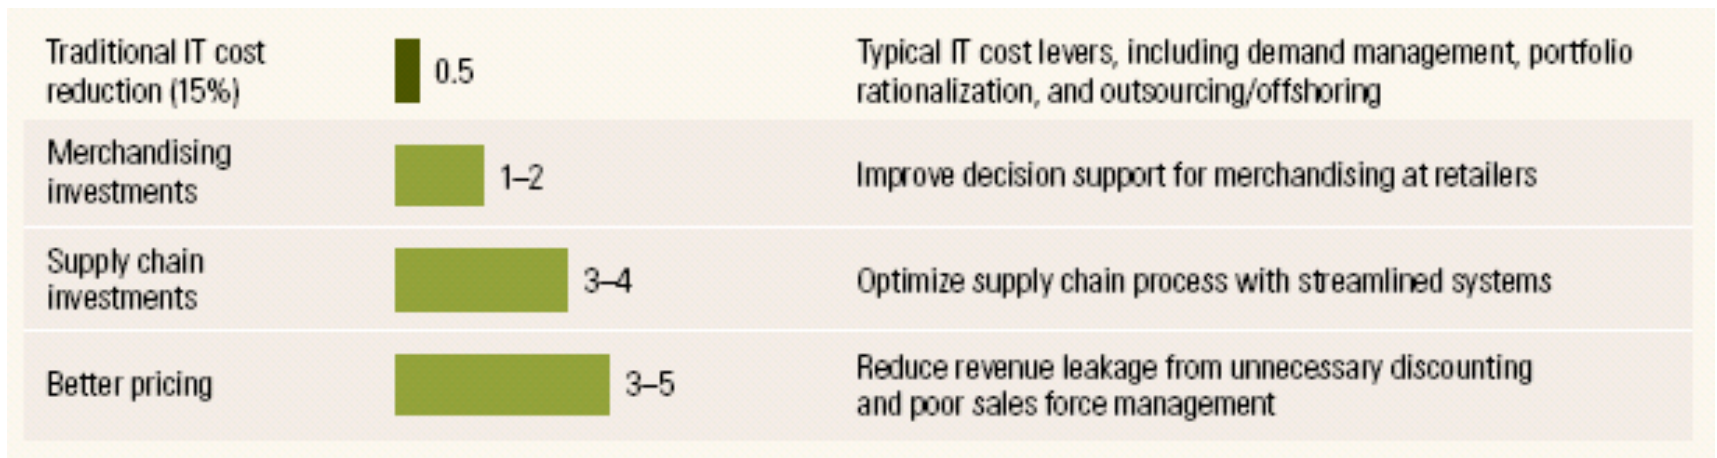 Traditional IT cost
reduction (15%)
0.5
Typical IT cost levers, including demand management, portfolio
rationalization, and outsourcing/offshoring
Merchandising
investments
1–2
Improve decision support for merchandising at retailers
Supply chain
investments
3–4
Optimize supply chain process with streamlined systems
Better pricing
3–5
Reduce revenue leakage from unnecessary discounting
and poor sales force management